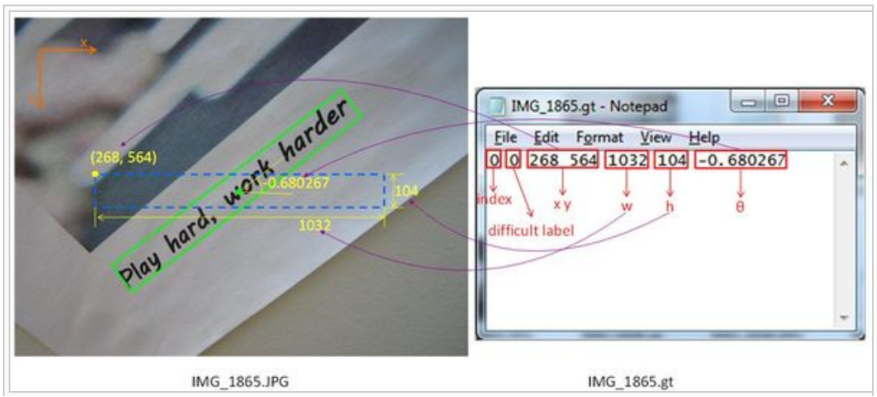 x
(268, 564)
Play hard, work harder
-0.680267
104
1032
IMG_1865.gt - Notepad
File Edit Format View Help
0 0 268 564 1032 104 -0.680267
index
x y
w
h
θ
difficult label
IMG_1865.JPG
IMG_1865.gt